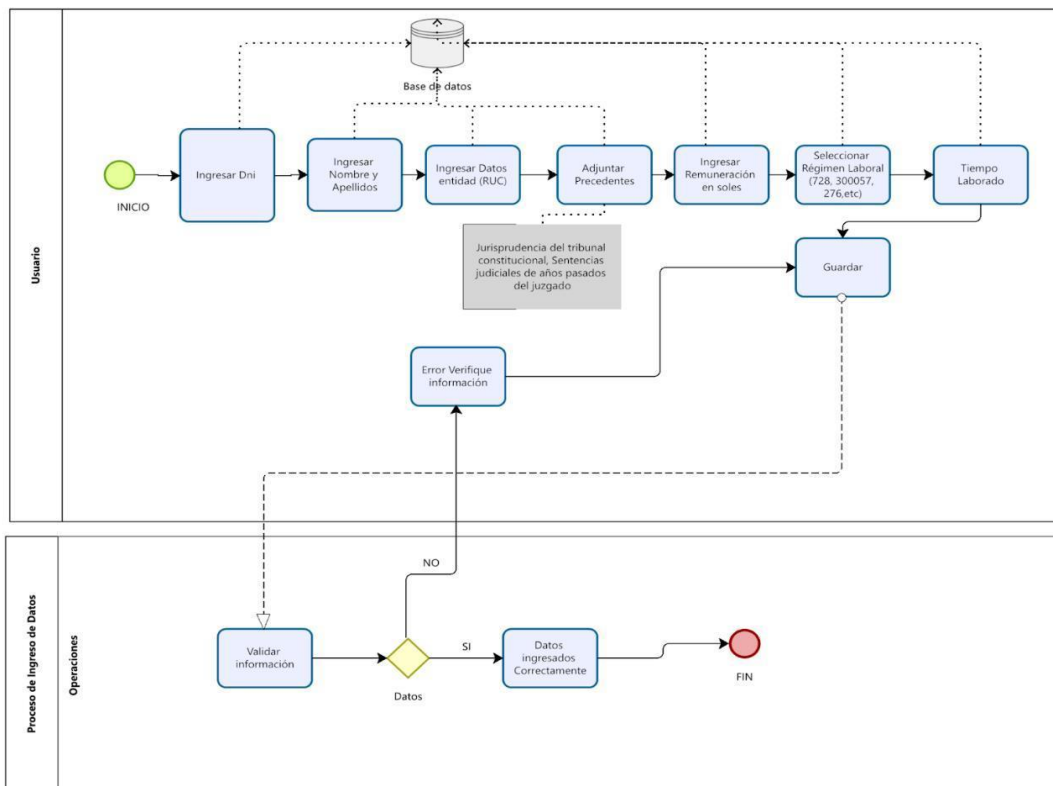 Usuario
Base de datos
INICIO
Ingresar Dni
Ingresar
Nombre y
Apellidos
Ingresar Datos
entidad (RUC)
Adjuntar
Precedentes
Ingresar
Remuneración
en soles
Seleccionar
Régimen Laboral
(728, 300057,
276,etc)
Tiempo
Laborado
Jurisprudencia del tribunal
constitucional, Sentencias
judiciales de años pasados
del juzgado
Guardar
Error Verifique
información
Proceso de Ingreso de Datos
Operaciones
NO
Validar
información
Datos
SI
Datos
ingresados
Correctamente
FIN